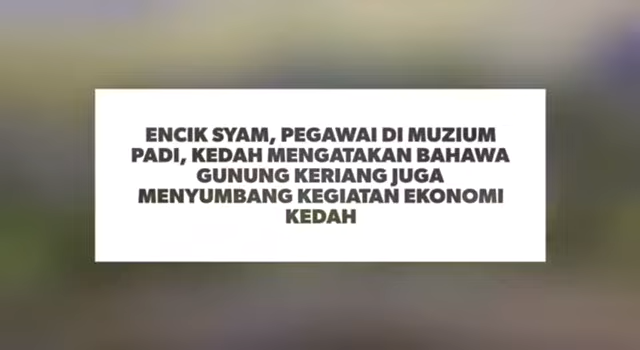 ENCIK SYAM, PEGAWAI DI MUZIUM
PADI, KEDAH MENGATAKAN BAHAWA
GUNUNG KERIANG JUGA
MENYUMBANG KEGIATAN EKONOMI
KEDAH